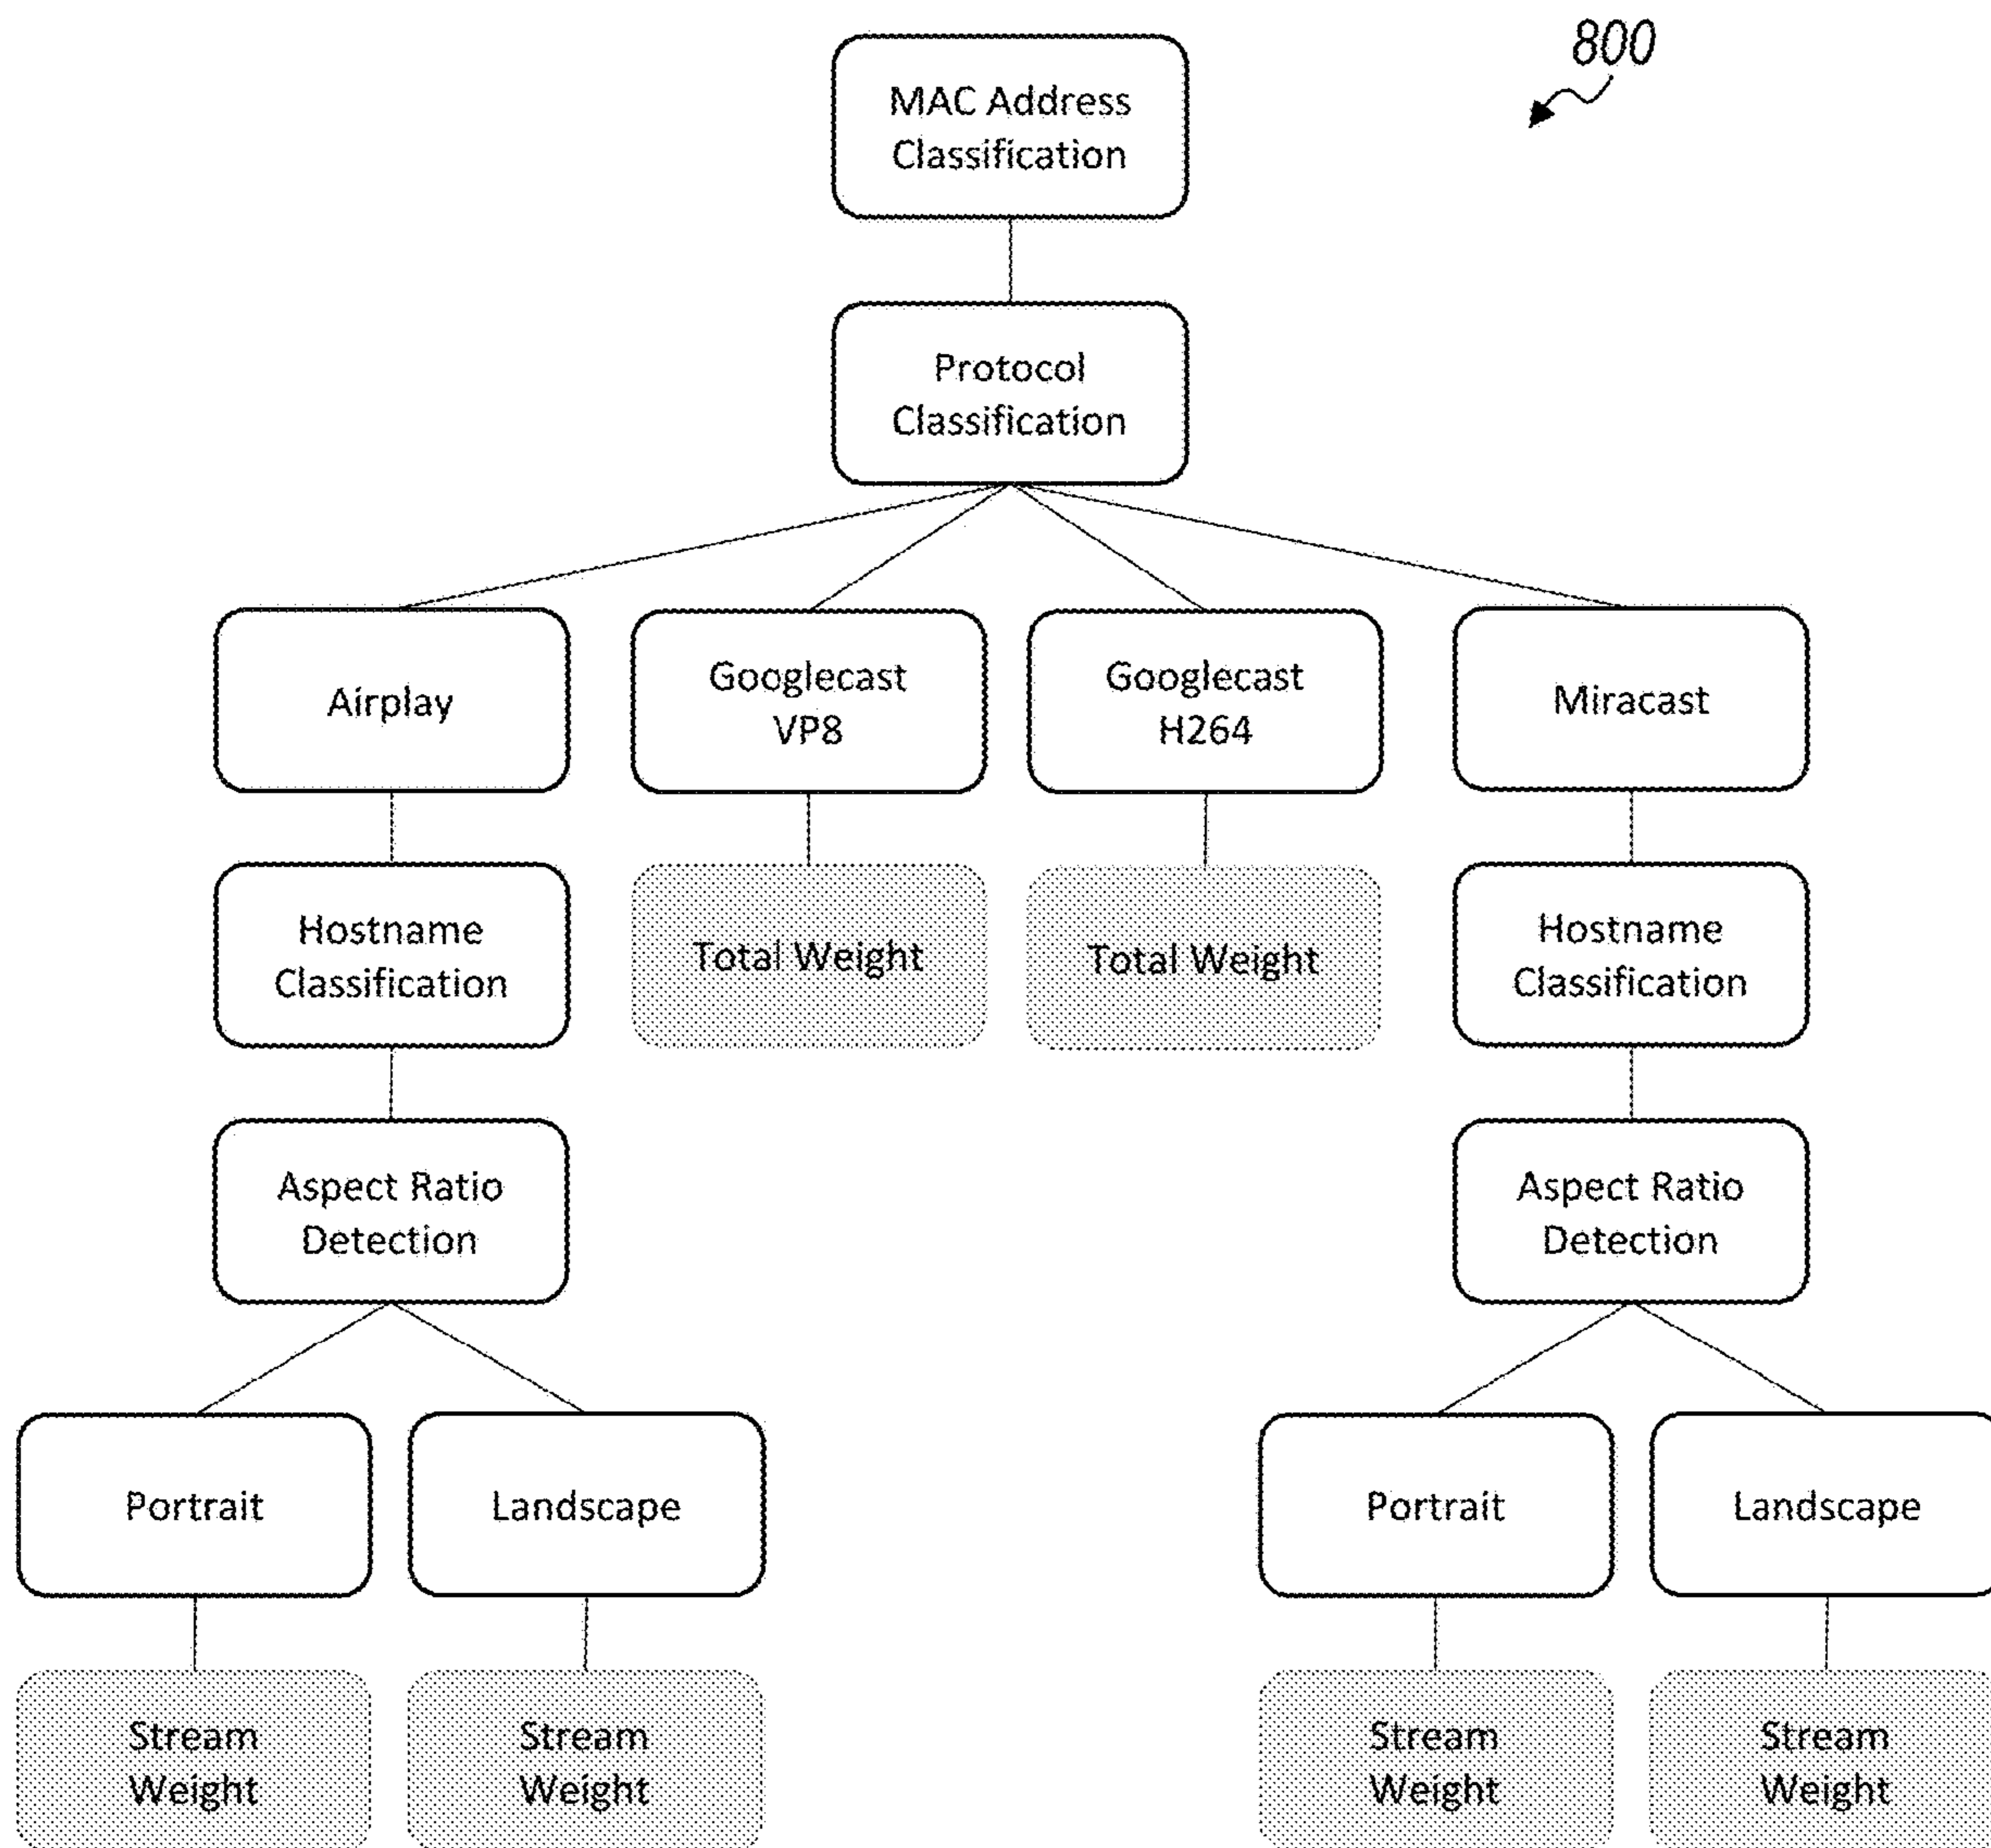 800
MAC Address
Classification
Protocol
Classification
Airplay
Googlecast
VP8
Googlecast
H264
Miracast
Hostname
Classification
Total Weight
Total Weight
Hostname
Classification
Aspect Ratio
Detection
Aspect Ratio
Detection
Portrait
Landscape
Portrait
Landscape
Stream
Weight
Stream
Weight
Stream
Weight
Stream
Weight